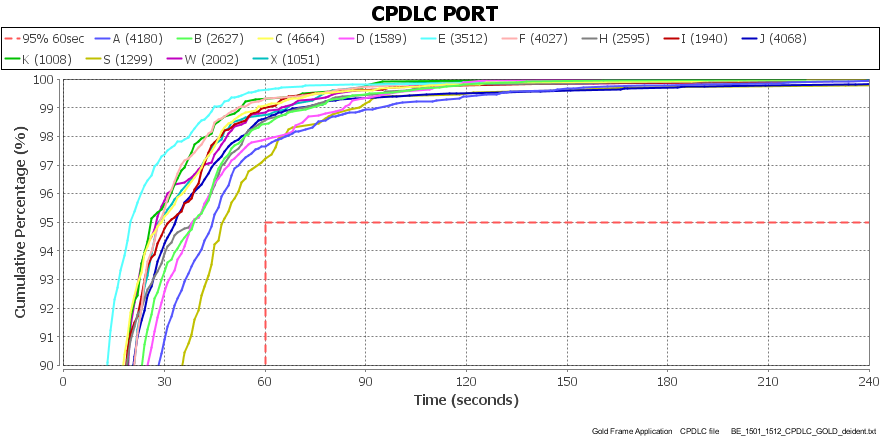 CPDLC PORT
95% 60sec A (4180) B (2627) C (4664) D (1589) E (3512) F (4027) H (2595) I (1940) J (4068)
K (1008) S (1299) W (2002) X (1051)
Cumulative Percentage (%)
100
99
98
97
96
95
94
93
92
91
90
0 30 60 90 120 150 180 210 240
Time (seconds)
Gold Frame Application CPDLC file BE_1501_1512_CPDLC_GOLD_deident.txt